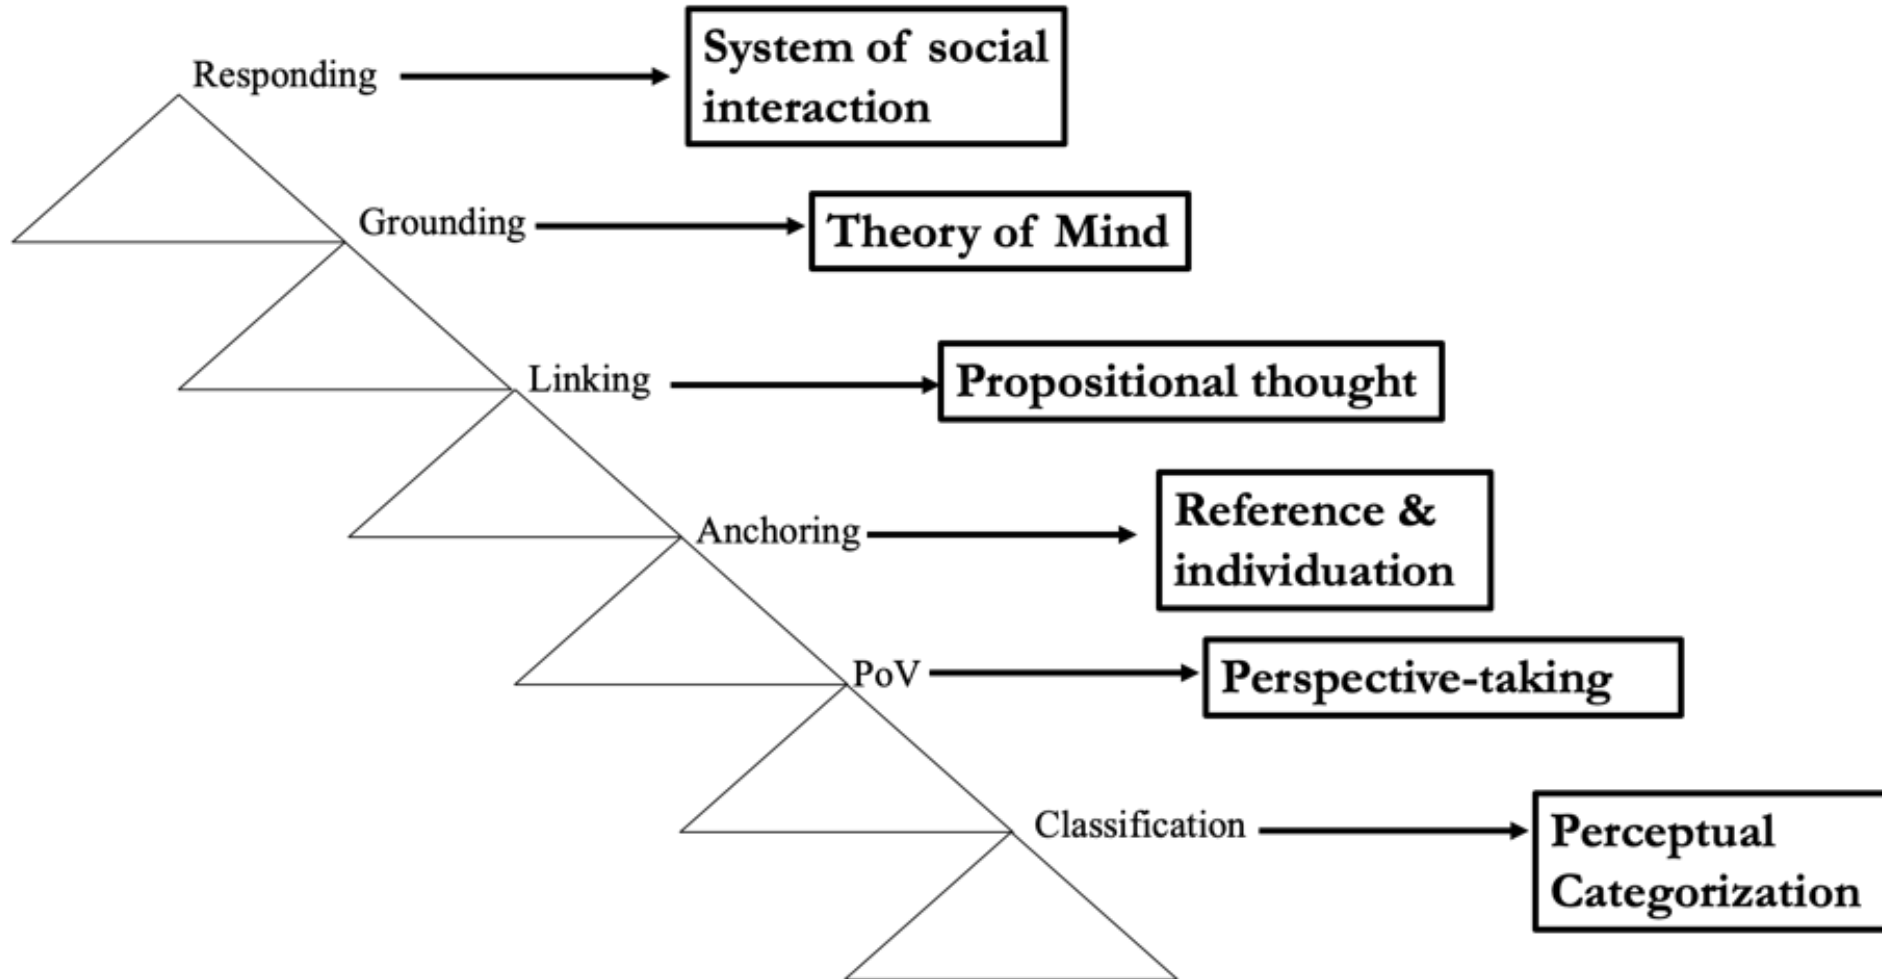 Responding
System of social
interaction
Grounding
Theory of Mind
Linking
Propositional thought
Anchoring
Reference &
individuation
PoV
Perspective-taking
Classification
Perceptual
Categorization